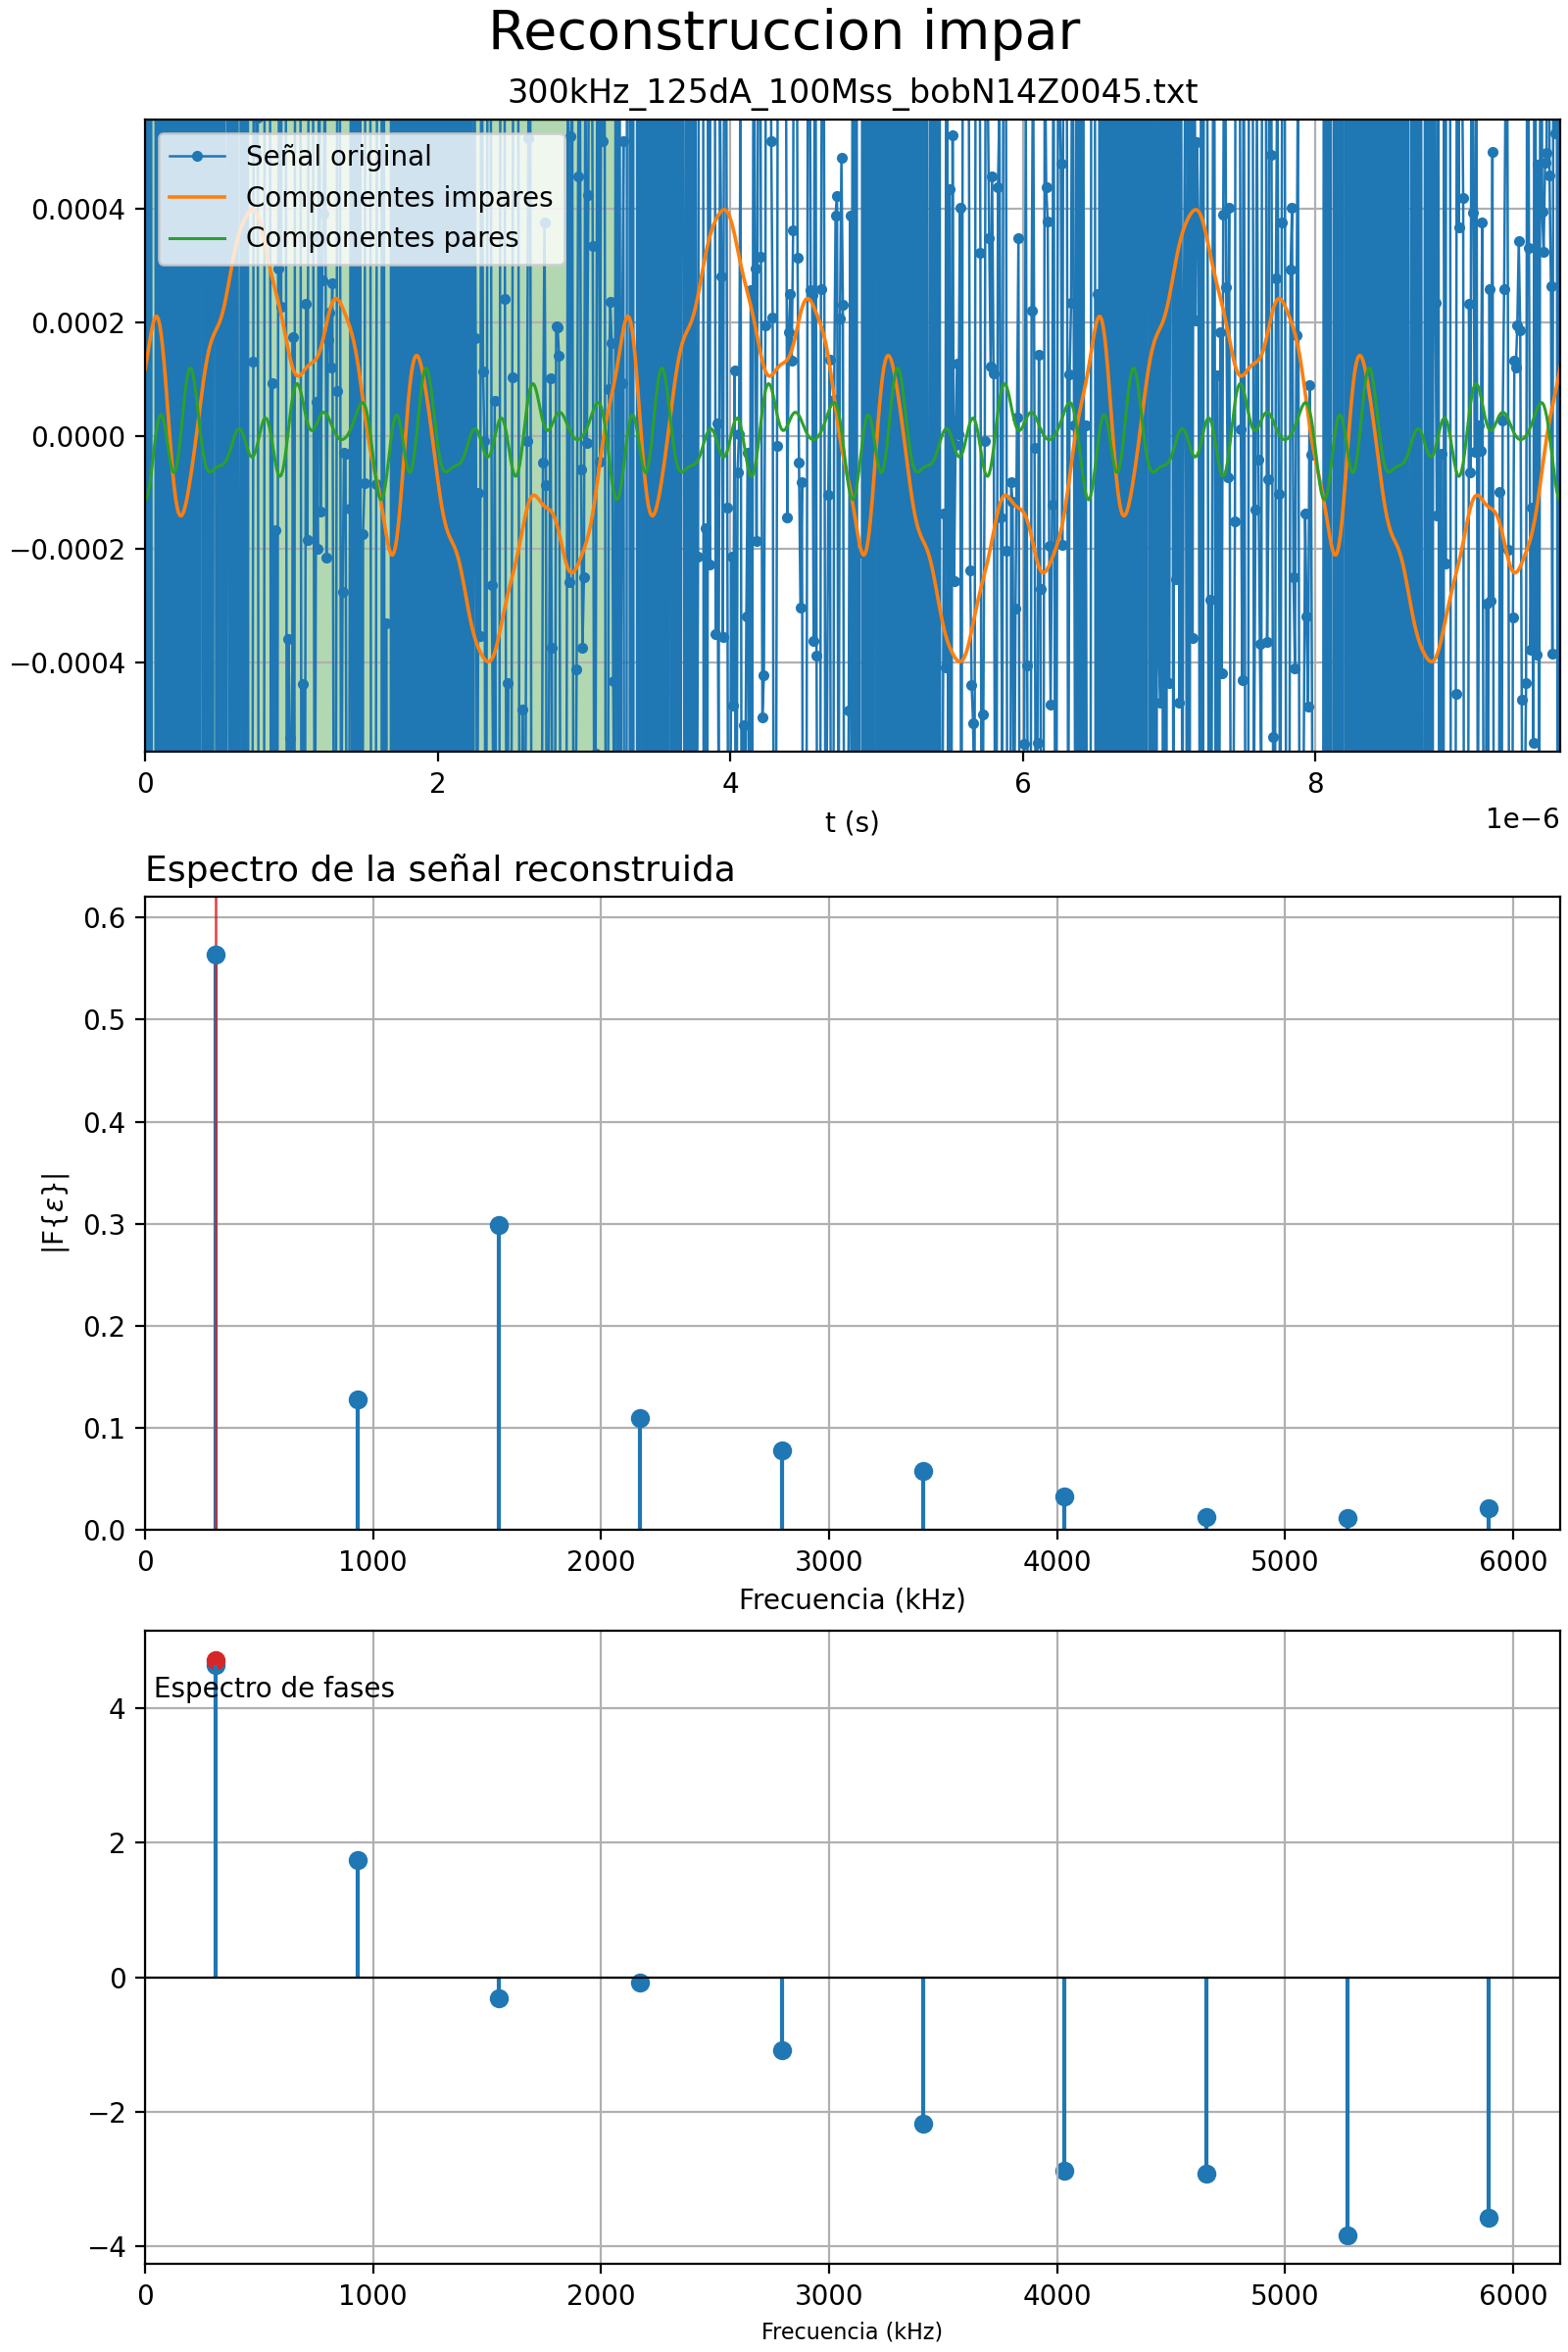 Reconstruccion impar
300kHz_125dA_100Mss_bobN14Z0045.txt
Señal original
Componentes impares
Componentes pares
0.0004
0.0002
0.0000
−0.0002
−0.0004
0 2 4 6 8
t (s)
1e−6
Espectro de la señal reconstruida
0.6
0.5
0.4
0.3
0.2
0.1
0.0
|F{ε}|
0 1000 2000 3000 4000 5000 6000
Frecuencia (kHz)
Espectro de fases
4
2
0
−2
−4
0 1000 2000 3000 4000 5000 6000
Frecuencia (kHz)